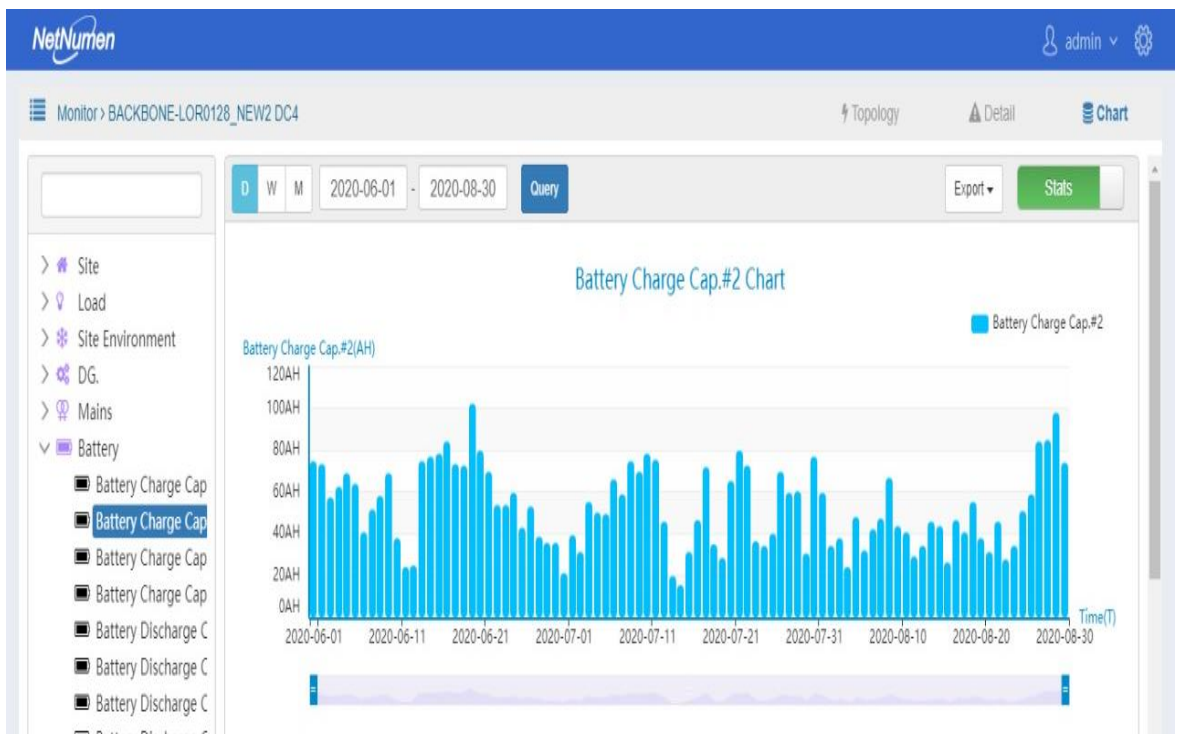 NetNumen
admin
Monitor > BACKBONE-LOR0128_NEW2 DC4
Topology
Detail
Chart
D W M 2020-06-01 - 2020-08-30 Query
Export
Stats
Site
Load
Site Environment
DG.
Mains
Battery
Battery Charge Cap
Battery Charge Cap
Battery Charge Cap
Battery Charge Cap
Battery Discharge C
Battery Discharge C
Battery Discharge C
Battery Charge Cap.#2 Chart
Battery Charge Cap.#2
Battery Charge Cap.#2(AH)
120AH
100AH
80AH
60AH
40AH
20AH
0AH
Time(T)
2020-06-01 2020-06-11 2020-06-21 2020-07-01 2020-07-11 2020-07-21 2020-07-31 2020-08-10 2020-08-20 2020-08-30